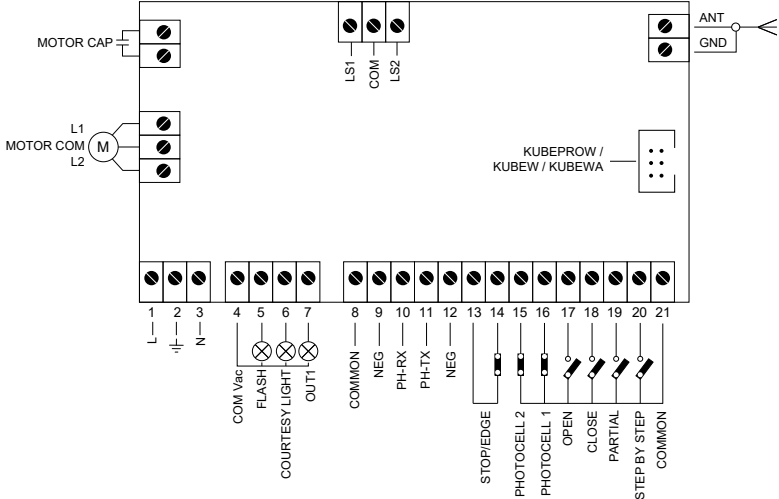 MOTOR CAP
LS1
COM
LS2
ANT
GND
L1
MOTOR COM
M
L2
KUBEPROW /
KUBEW / KUBEWA
1 2 3 4 5 6 7 8 9 10 11 12 13 14 15 16 17 18 19 20 21
L
N
COM Vac
FLASH
COURTESY LIGHT
OUT1
COMMON
NEG
PH-RX
PH-TX
NEG
STOP/EDGE
PHOTOCELL 2
PHOTOCELL 1
OPEN
CLOSE
PARTIAL
STEP BY STEP
COMMON